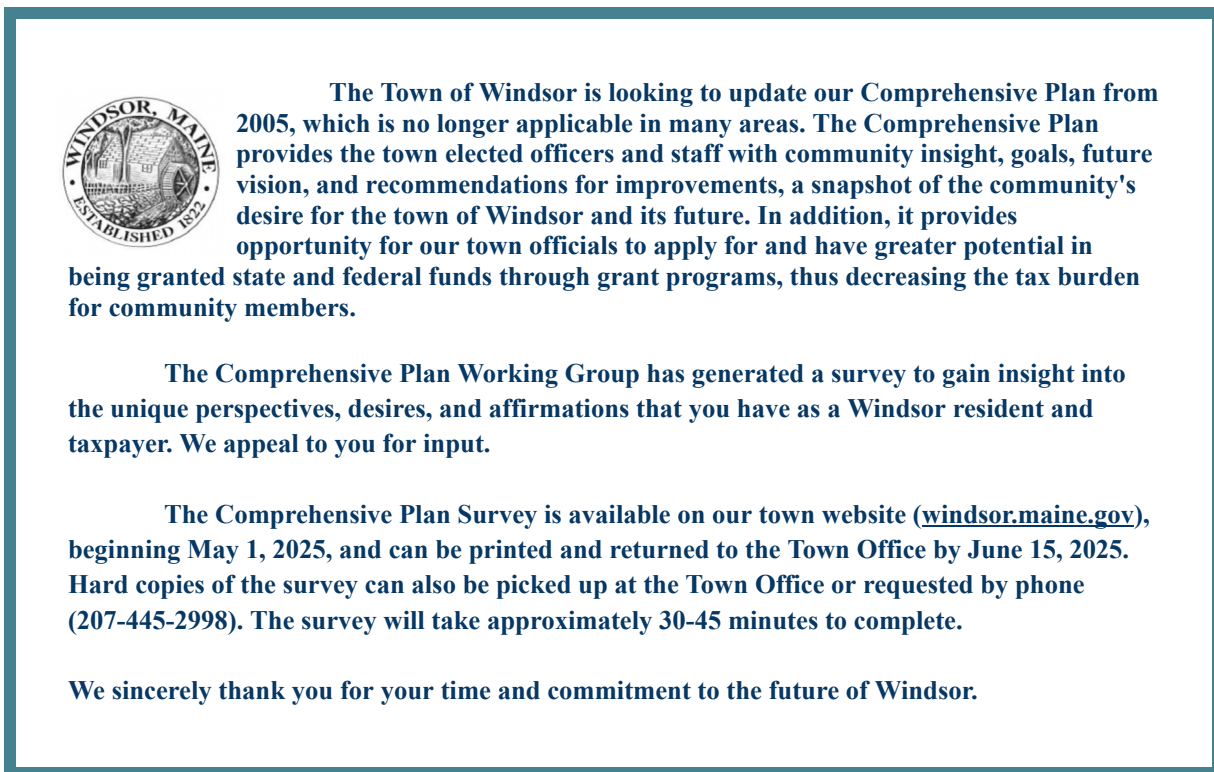 WINDSOR, MAINE
ESTABLISHED 1822
The Town of Windsor is looking to update our Comprehensive Plan from
2005, which is no longer applicable in many areas. The Comprehensive Plan
provides the town elected officers and staff with community insight, goals, future
vision, and recommendations for improvements, a snapshot of the community's
desire for the town of Windsor and its future. In addition, it provides
opportunity for our town officials to apply for and have greater potential in
being granted state and federal funds through grant programs, thus decreasing the tax burden
for community members.
The Comprehensive Plan Working Group has generated a survey to gain insight into
the unique perspectives, desires, and affirmations that you have as a Windsor resident and
taxpayer. We appeal to you for input.
The Comprehensive Plan Survey is available on our town website (windsor.maine.gov),
beginning May 1, 2025, and can be printed and returned to the Town Office by June 15, 2025.
Hard copies of the survey can also be picked up at the Town Office or requested by phone
(207-445-2998). The survey will take approximately 30-45 minutes to complete.
We sincerely thank you for your time and commitment to the future of Windsor.